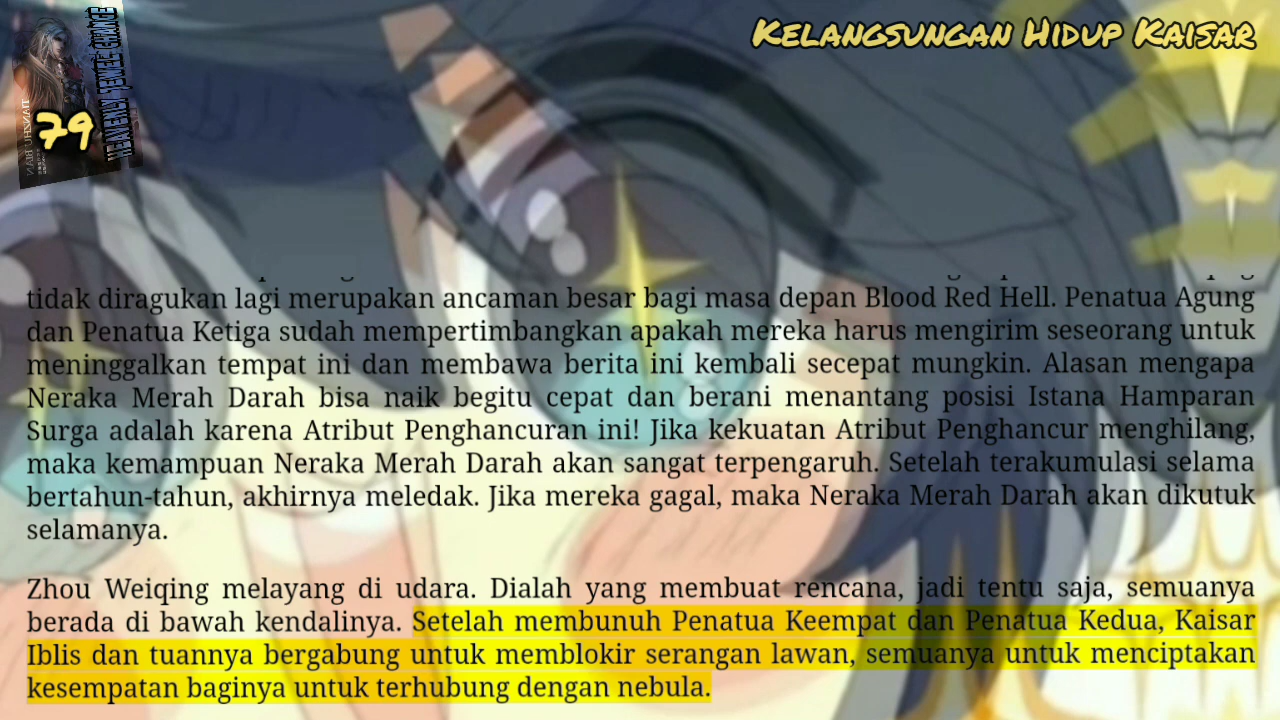 Kelangsungan Hidup Kaisar
HEAVENLY JEWEL CHANGE
79
tidak diragukan lagi merupakan ancaman besar bagi masa depan Blood Red Hell. Penatua Agung
dan Penatua Ketiga sudah mempertimbangkan apakah mereka harus mengirim seseorang untuk
meninggalkan tempat ini dan membawa berita ini kembali secepat mungkin. Alasan mengapa
Neraka Merah Darah bisa naik begitu cepat dan berani menantang posisi Istana Hamparan
Surga adalah karena Atribut Penghancuran ini! Jika kekuatan Atribut Penghancur menghilang,
maka kemampuan Neraka Merah Darah akan sangat terpengaruh. Setelah terakumulasi selama
bertahun-tahun, akhirnya meledak. Jika mereka gagal, maka Neraka Merah Darah akan dikutuk
selamanya.
Zhou Weiqing melayang di udara. Dialah yang membuat rencana, jadi tentu saja, semuanya
berada di bawah kendalinya. Setelah membunuh Penatua Keempat dan Penatua Kedua, Kaisar
Iblis dan tuannya bergabung untuk memblokir serangan lawan, semuanya untuk menciptakan
kesempatan baginya untuk terhubung dengan nebula.